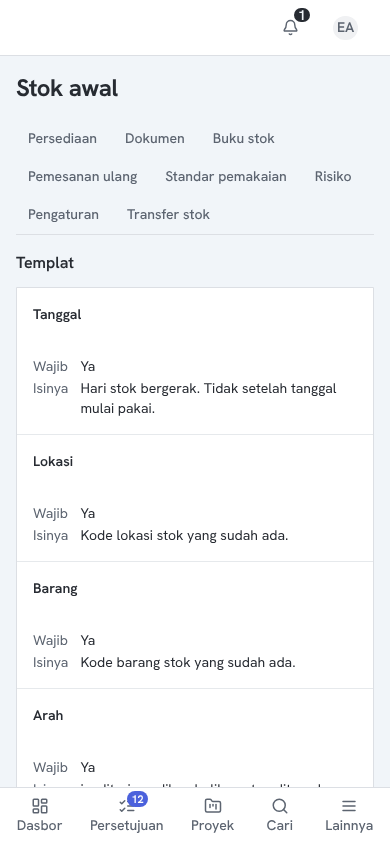 1
EA
Stok awal
Persediaan Dokumen Buku stok
Pemesanan ulang Standar pemakaian Risiko
Pengaturan Transfer stok
Templat
Tanggal
Wajib Ya
Isinya Hari stok bergerak. Tidak setelah tanggal
mulai pakai.
Lokasi
Wajib Ya
Isinya Kode lokasi stok yang sudah ada.
Barang
Wajib Ya
Isinya Kode barang stok yang sudah ada.
Arah
Wajib Ya
12
Dasbor Persetujuan Proyek Cari Lainnya